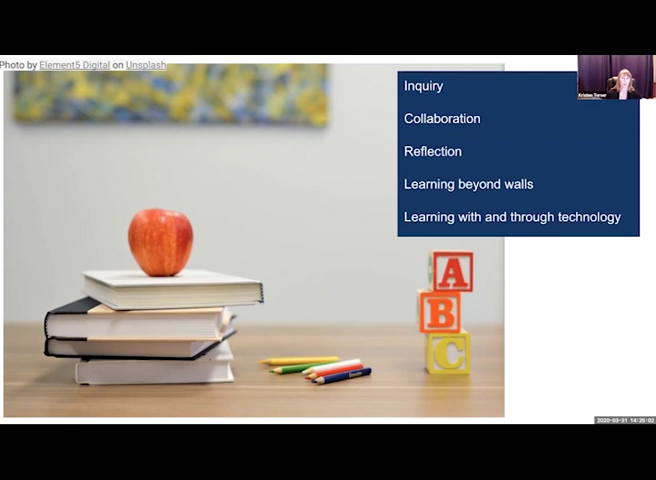 Photo by Element5 Digital on Unsplash
Inquiry
Collaboration
Reflection
Learning beyond walls
Learning with and through technology
Kristen Turner
A
B
C
2020-03-31 14:25:02